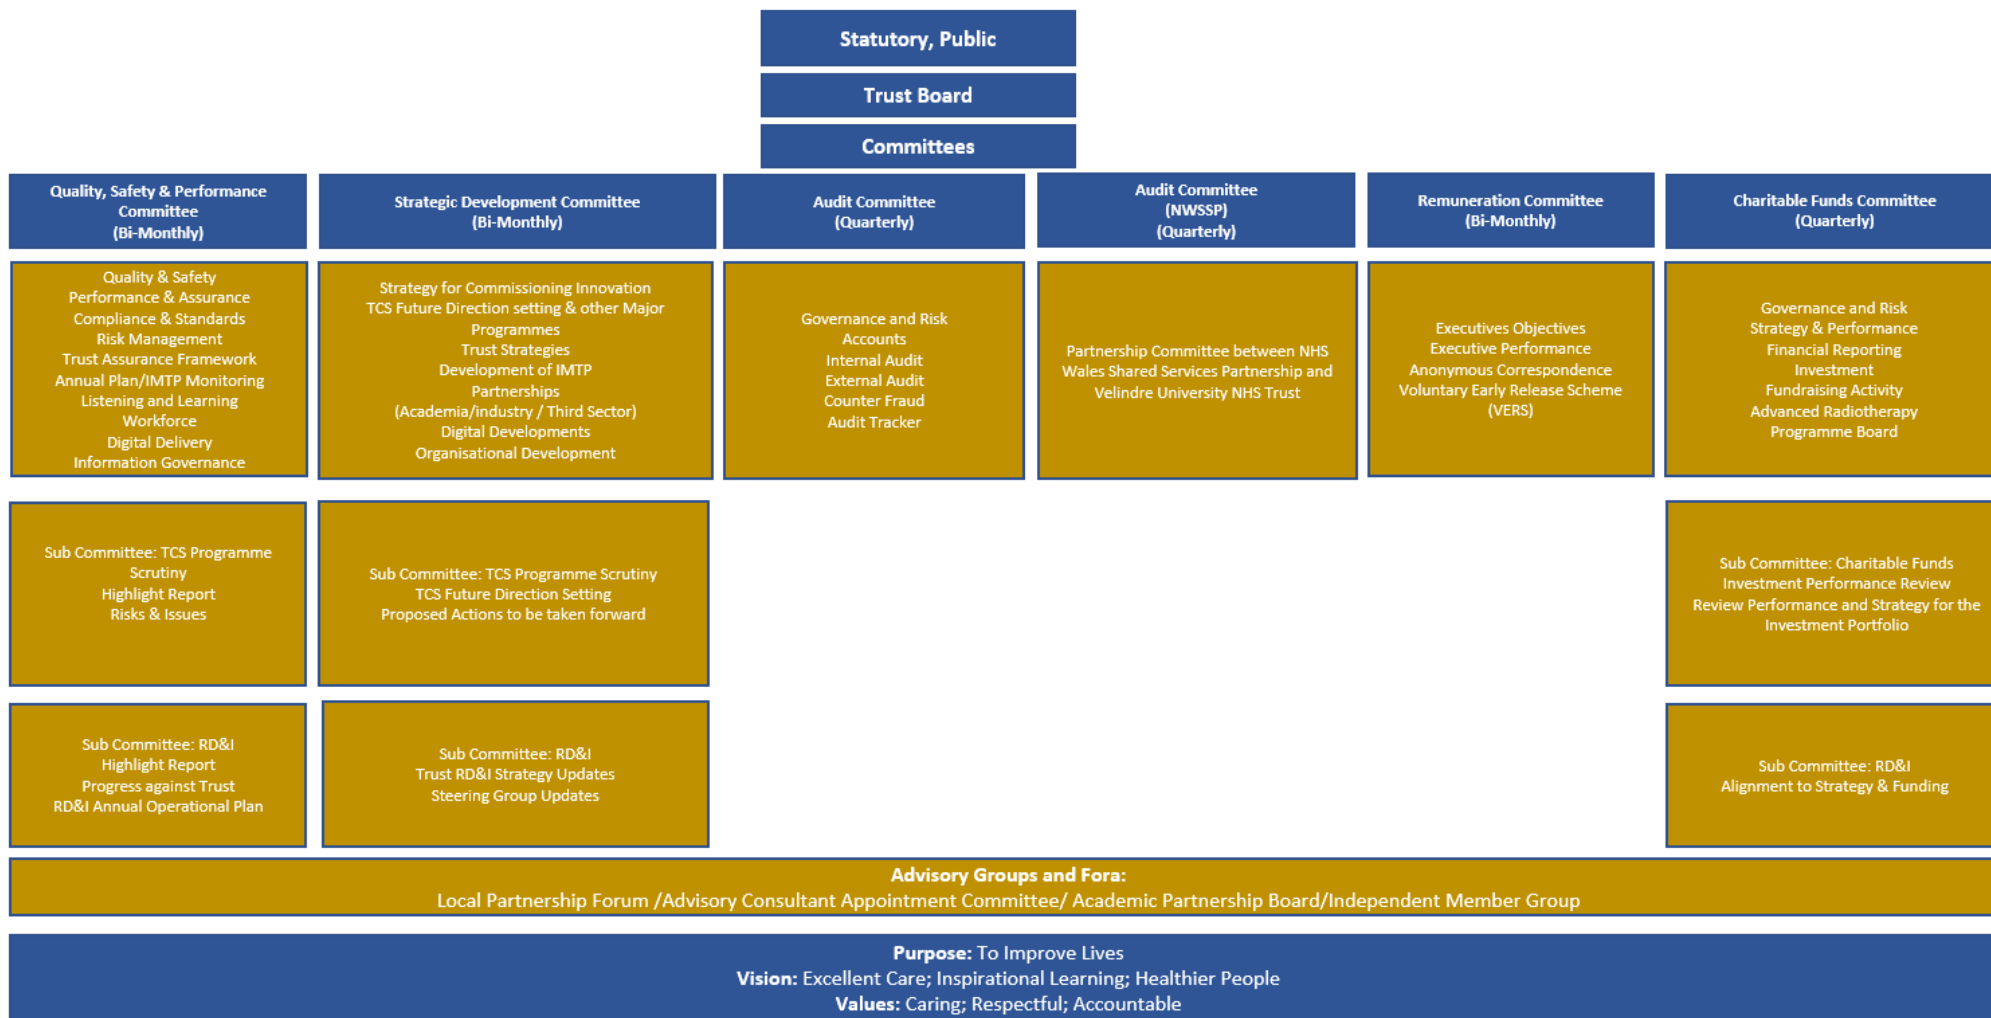 Statutory, Public
Trust Board
Committees
Quality, Safety & Performance
Committee
(Bi-Monthly)
Strategic Development Committee
(Bi-Monthly)
Audit Committee
(Quarterly)
Audit Committee
(NWSSP)
(Quarterly)
Remuneration Committee
(Bi-Monthly)
Charitable Funds Committee
(Quarterly)
Quality & Safety
Performance & Assurance
Compliance & Standards
Risk Management
Trust Assurance Framework
Annual Plan/IMTP Monitoring
Listening and Learning
Workforce
Digital Delivery
Information Governance
Strategy for Commissioning Innovation
TCS Future Direction setting & other Major
Programmes
Trust Strategies
Development of IMTP
Partnerships
(Academia/industry / Third Sector)
Digital Developments
Organisational Development
Governance and Risk
Accounts
Internal Audit
External Audit
Counter Fraud
Audit Tracker
Partnership Committee between NHS
Wales Shared Services Partnership and
Velindre University NHS Trust
Executives Objectives
Executive Performance
Anonymous Correspondence
Voluntary Early Release Scheme
(VERS)
Governance and Risk
Strategy & Performance
Financial Reporting
Investment
Fundraising Activity
Advanced Radiotherapy
Programme Board
Sub Committee: TCS Programme
Scrutiny
Highlight Report
Risks & Issues
Sub Committee: TCS Programme Scrutiny
TCS Future Direction Setting
Proposed Actions to be taken forward
Sub Committee: Charitable Funds
Investment Performance Review
Review Performance and Strategy for the
Investment Portfolio
Sub Committee: RD&I
Highlight Report
Progress against Trust
RD&I Annual Operational Plan
Sub Committee: RD&I
Trust RD&I Strategy Updates
Steering Group Updates
Sub Committee: RD&I
Alignment to Strategy & Funding
Advisory Groups and Fora:
Local Partnership Forum /Advisory Consultant Appointment Committee/ Academic Partnership Board/Independent Member Group
Purpose: To Improve Lives
Vision: Excellent Care; Inspirational Learning; Healthier People
Values: Caring; Respectful; Accountable